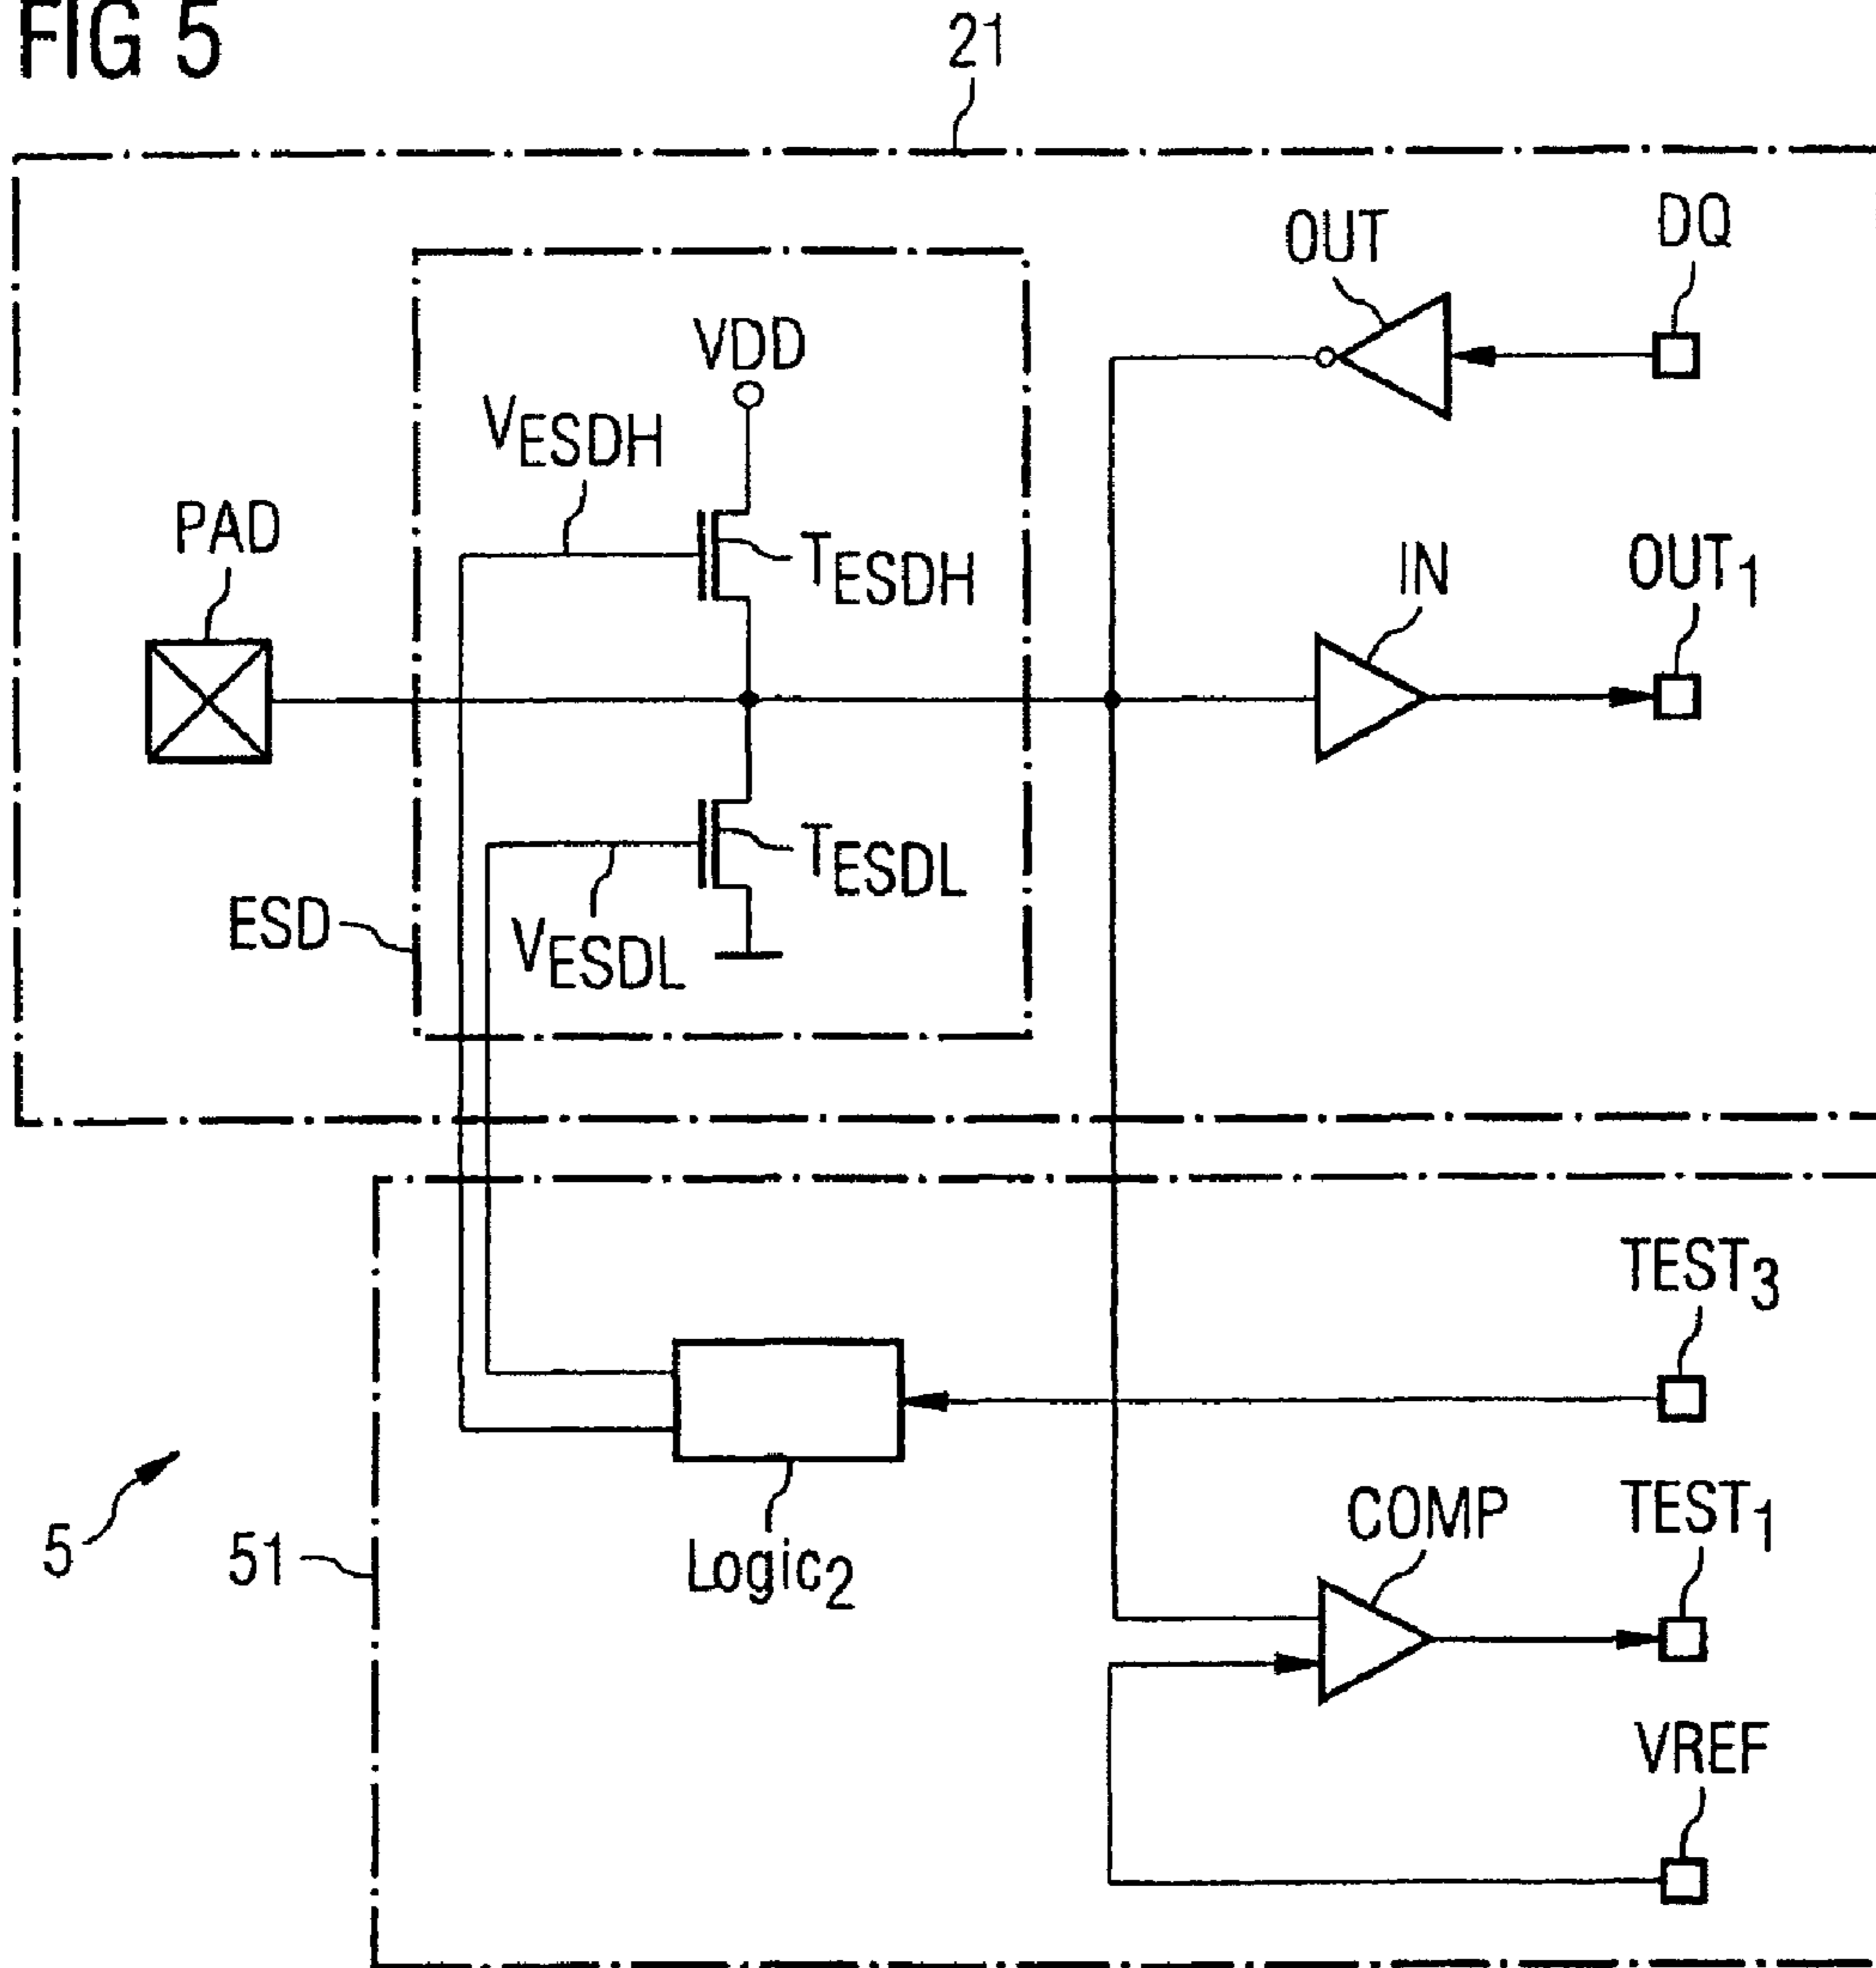 FIG 5
21
OUT
DQ
VDD
VESDH
PAD
TESDH
IN
OUT1
TESDL
ESD
VESDL
TEST3
5
51
Logic2
COMP
TEST1
VREF